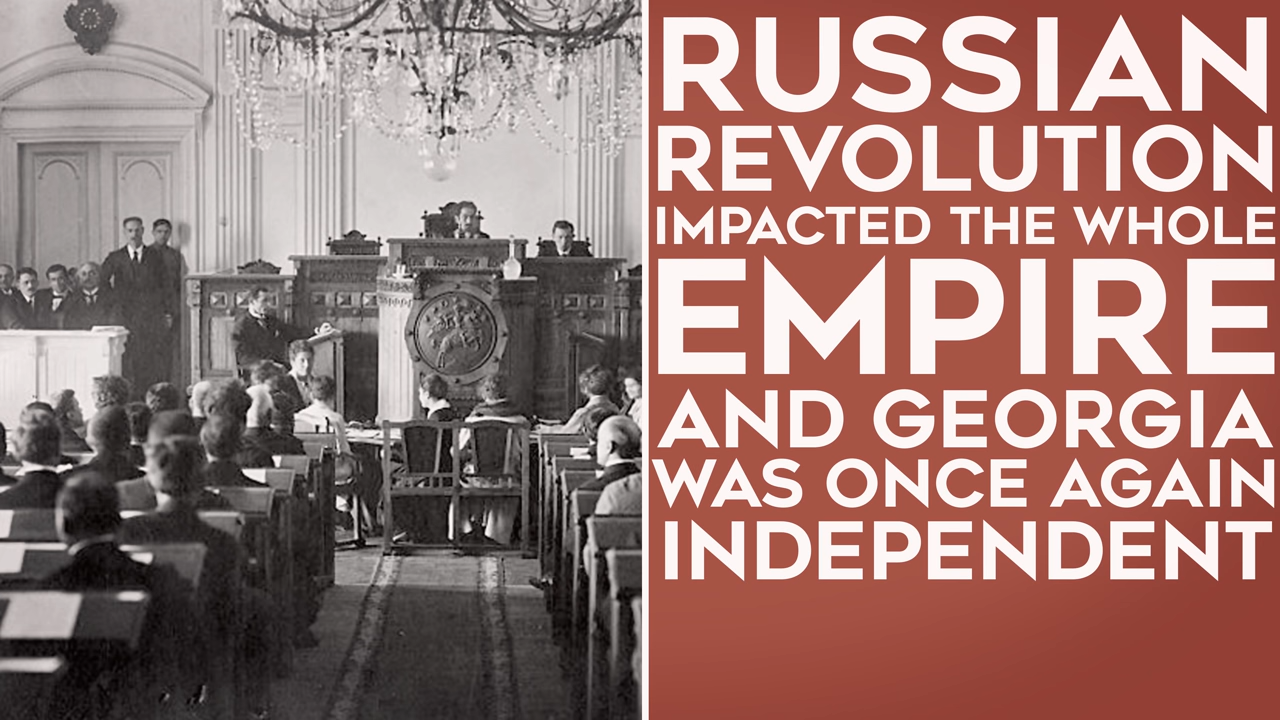 RUSSIAN
REVOLUTION
IMPACTED THE WHOLE
EMPIRE
AND GEORGIA
WAS ONCE AGAIN
INDEPENDENT